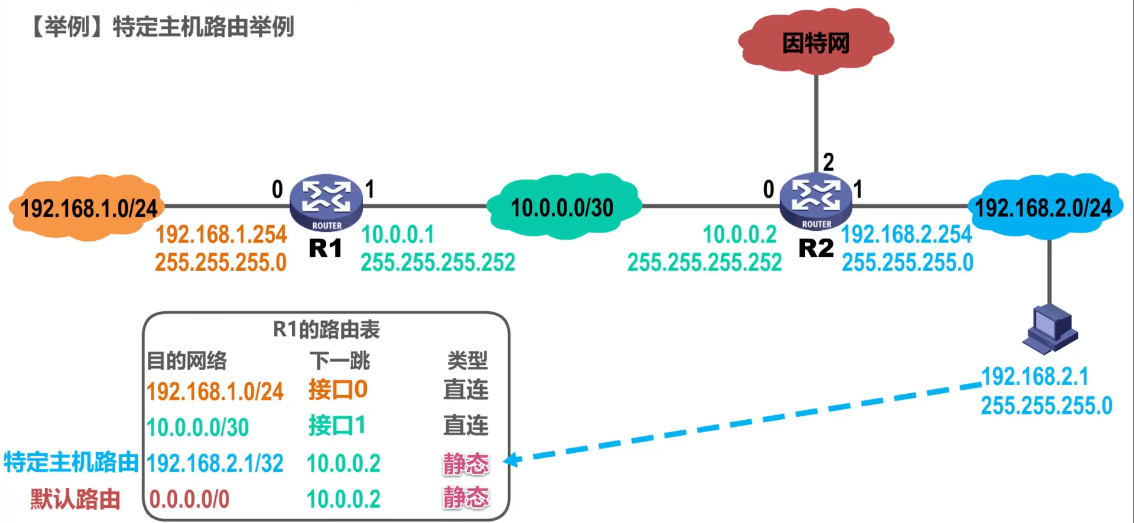 【举例】特定主机路由举例
因特网
2
0 1 0 1
192.168.1.0/24 10.0.0.0/30 192.168.2.0/24
ROUTER ROUTER
R1 R2
192.168.1.254 10.0.0.1 10.0.0.2 192.168.2.254
255.255.255.0 255.255.255.252 255.255.255.252 255.255.255.0
R1的路由表
目的网络 下一跳 类型
192.168.1.0/24 接口0 直连
10.0.0.0/30 接口1 直连
特定主机路由 192.168.2.1/32 10.0.0.2 静态
默认路由 0.0.0.0/0 10.0.0.2 静态
192.168.2.1
255.255.255.0